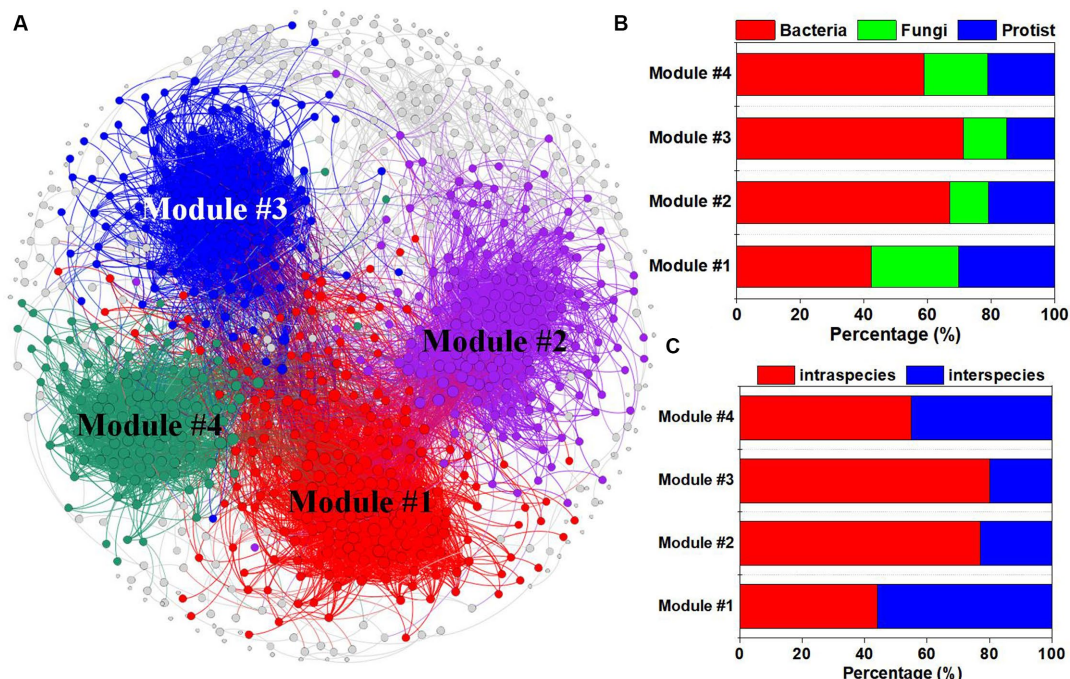 A
Module #3
Module #2
Module #4
Module #1
B
Bacteria Fungi Protist
Module #4
Module #3
Module #2
Module #1
0 20 40 60 80 100
Percentage (%)
C
intraspecies interspecies
Module #4
Module #3
Module #2
Module #1
0 20 40 60 80 100
Percentage (%)